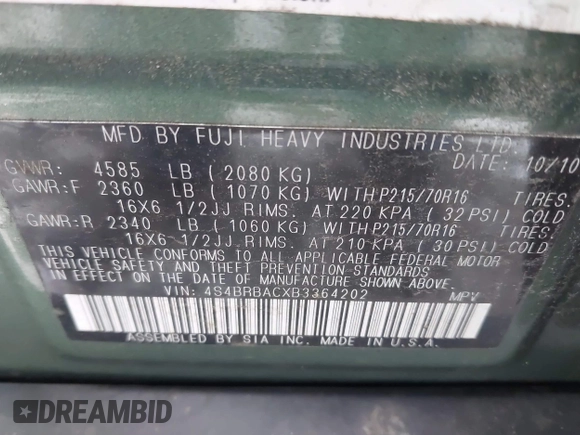 MFD BY FUJI HEAVY INDUSTRIES LTD.
DATE: 10/10
GVWR: 4585 LB (2080 KG)
GAWR:F 2360 LB (1070 KG) WITH P215/70R16 TIRES.
16X6 1/2JJ RIMS. AT 220 KPA (32 PSI) COLD
GAWR:R 2340 LB (1060 KG) WITH P215/70R16 TIRES.
16X6 1/2JJ RIMS. AT 210 KPA (30 PSI) COLD
THIS VEHICLE CONFORMS TO ALL APPLICABLE FEDERAL MOTOR
VEHICLE SAFETY AND THEFT PREVENTION STANDARDS
IN EFFECT ON THE DATE OF MANUFACTURE SHOWN ABOVE.
VIN: 4S4BRBACXB3364202 MPV
ASSEMBLED BY SIA INC. MADE IN U.S.A.
DREAMBID